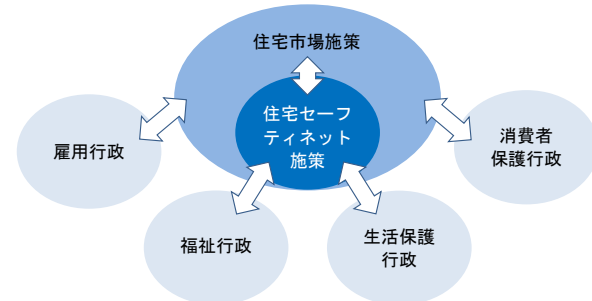 住宅市場施策
住宅セーフ
ティネット
施策
雇用行政
消費者
保護行政
福祉行政
生活保護
行政